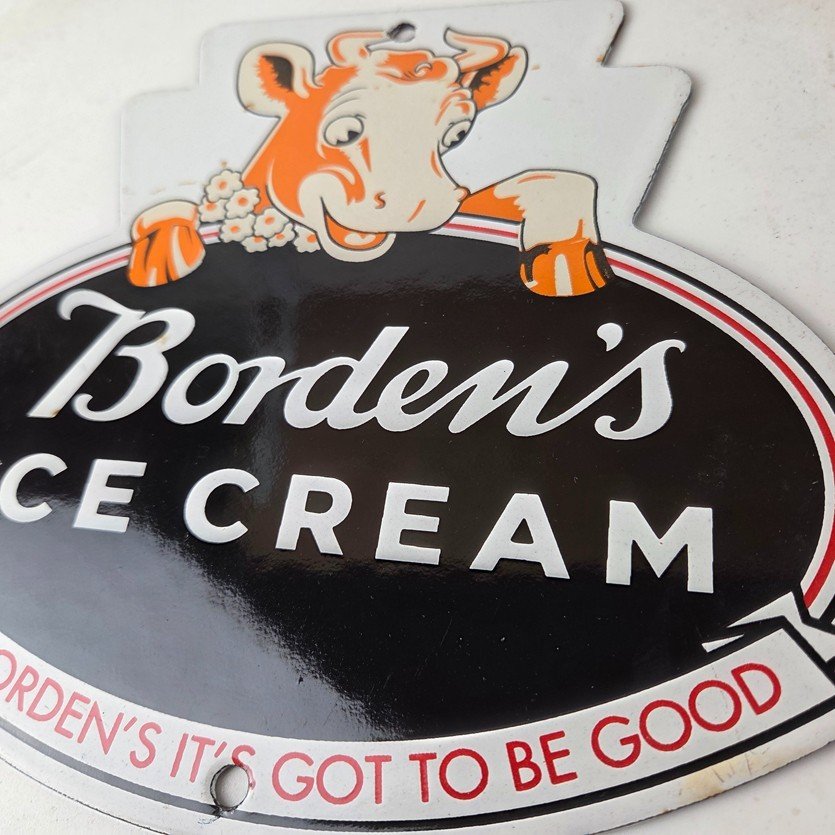 Borden's
CE CREAM
ORDEN'S IT'S GOT TO BE GOOD